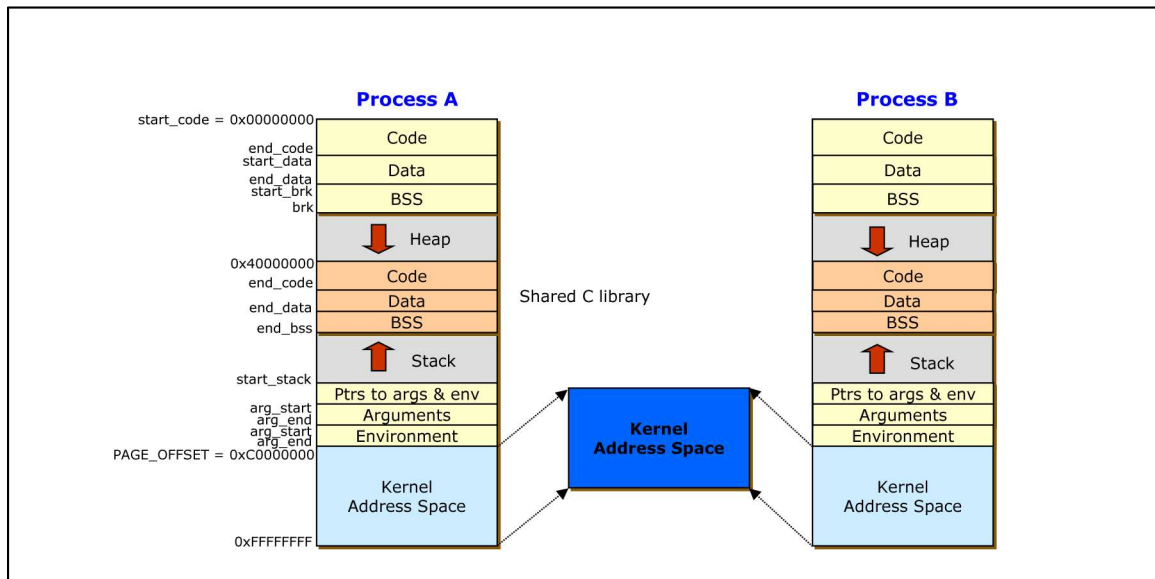 Process A
Process B
start_code = 0x00000000
end_code
start_data
end_data
start_brk
brk
0x40000000
end_code
end_data
end_bss
start_stack
arg_start
arg_end
arg_start
arg_end
PAGE_OFFSET = 0xC0000000
0xFFFFFFFF
Code
Data
BSS
Heap
Code
Data
BSS
Stack
Ptrs to args & env
Arguments
Environment
Kernel
Address Space
Shared C library
Kernel
Address Space
Code
Data
BSS
Heap
Code
Data
BSS
Stack
Ptrs to args & env
Arguments
Environment
Kernel
Address Space